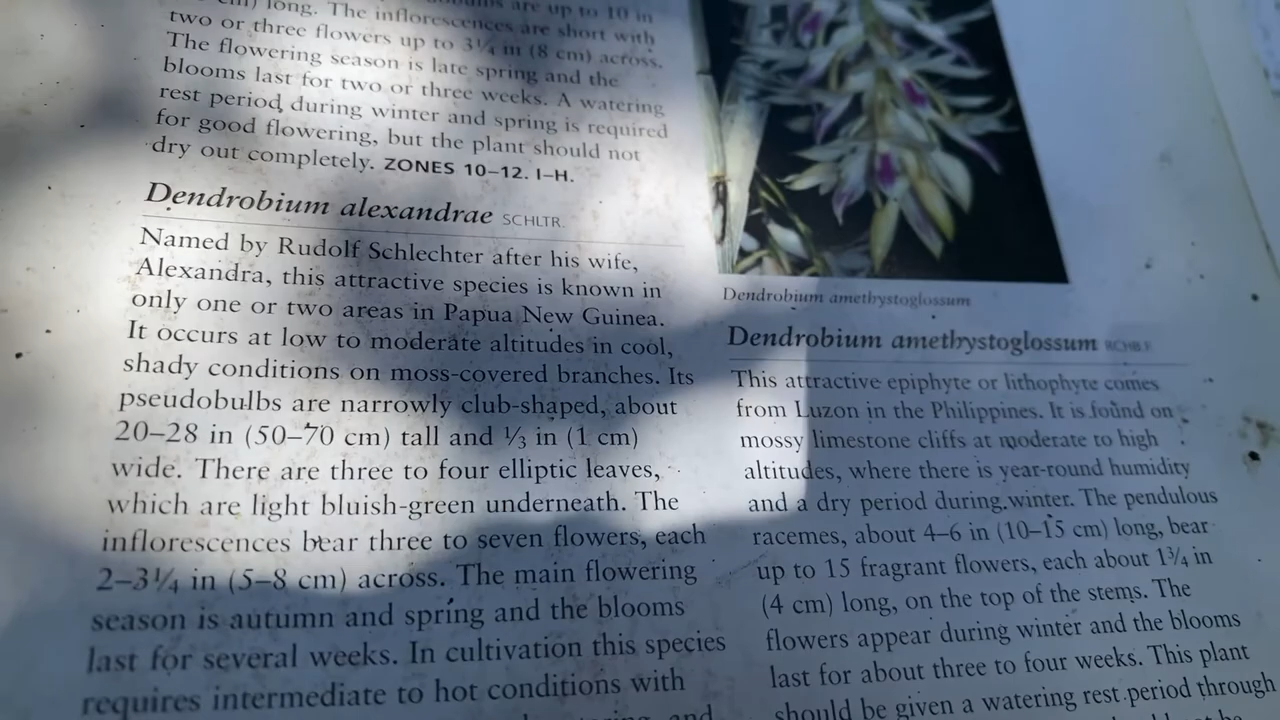 are up to 10 in
long. The inflorescences are short with
two or three flowers up to 3¼ in (8 cm) across.
The flowering season is late spring and the
blooms last for two or three weeks. A watering
rest period during winter and spring is required
for good flowering, but the plant should not
dry out completely. ZONES 10–12. I–H.
Dendrobium alexandrae SCHLTR.
Named by Rudolf Schlechter after his wife,
Alexandra, this attractive species is known in
only one or two areas in Papua New Guinea.
It occurs at low to moderate altitudes in cool,
shady conditions on moss-covered branches. Its
pseudobulbs are narrowly club-shaped, about
20–28 in (50–70 cm) tall and ⅓ in (1 cm)
wide. There are three to four elliptic leaves,
which are light bluish-green underneath. The
inflorescences bear three to seven flowers, each
2–3¼ in (5–8 cm) across. The main flowering
season is autumn and spring and the blooms
last for several weeks. In cultivation this species
requires intermediate to hot conditions with
and
Dendrobium amethystoglossum
Dendrobium amethystoglossum RCHB.F.
This attractive epiphyte or lithophyte comes
from Luzon in the Philippines. It is found on
mossy limestone cliffs at moderate to high
altitudes, where there is year-round humidity
and a dry period during winter. The pendulous
racemes, about 4–6 in (10–15 cm) long, bear
up to 15 fragrant flowers, each about 1¾ in
(4 cm) long, on the top of the stems. The
flowers appear during winter and the blooms
last for about three to four weeks. This plant
should be given a watering rest period through